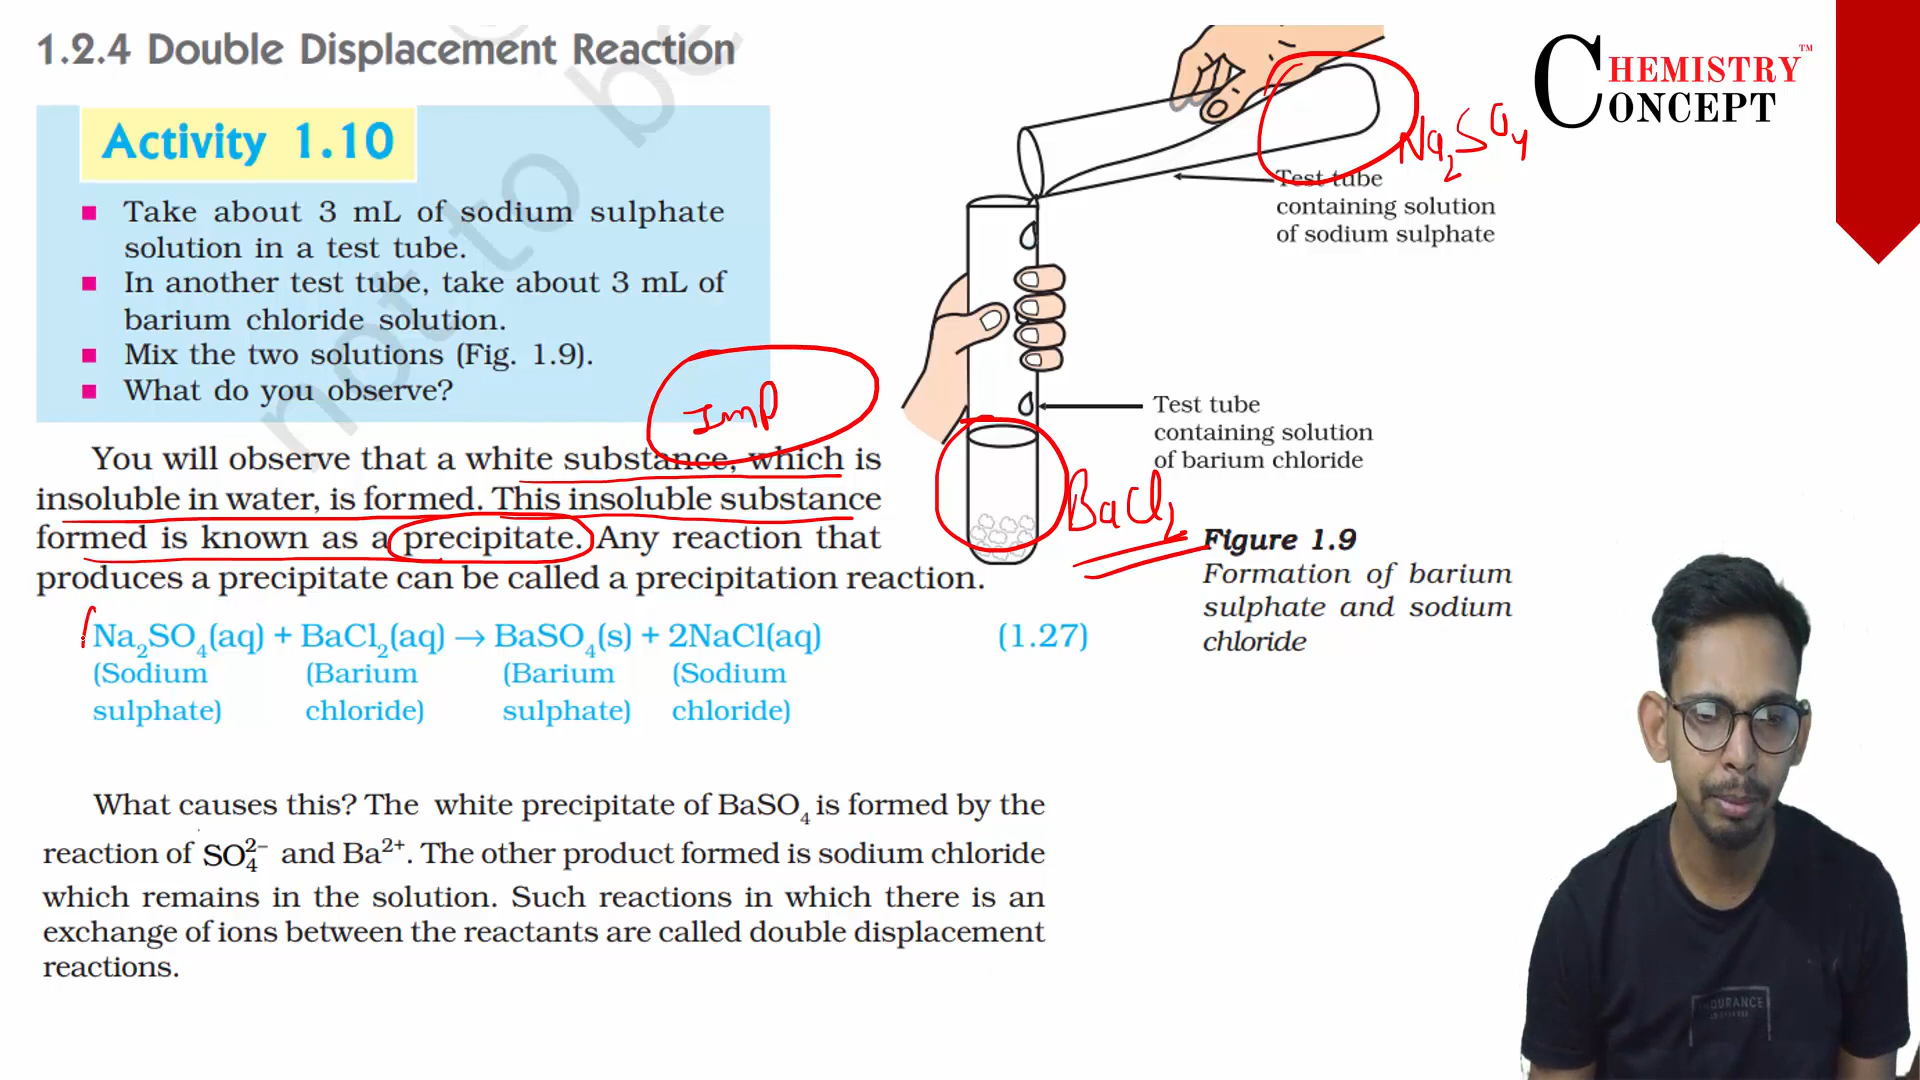 1.2.4 Double Displacement Reaction
Activity 1.10
■ Take about 3 mL of sodium sulphate
solution in a test tube.
■ In another test tube, take about 3 mL of
barium chloride solution.
■ Mix the two solutions (Fig. 1.9).
■ What do you observe?
Imp
You will observe that a white substance, which is
insoluble in water, is formed. This insoluble substance
formed is known as a precipitate. Any reaction that
produces a precipitate can be called a precipitation reaction.
Na₂SO₄(aq) + BaCl₂(aq) → BaSO₄(s) + 2NaCl(aq) (1.27)
(Sodium (Barium (Barium (Sodium
sulphate) chloride) sulphate) chloride)
What causes this? The white precipitate of BaSO₄ is formed by the
reaction of SO₄²⁻ and Ba²⁺. The other product formed is sodium chloride
which remains in the solution. Such reactions in which there is an
exchange of ions between the reactants are called double displacement
reactions.
Na₂SO₄
Test tube
containing solution
of sodium sulphate
Test tube
containing solution
of barium chloride
BaCl₂
Figure 1.9
Formation of barium
sulphate and sodium
chloride
CHEMISTRY™
CONCEPT
not to be